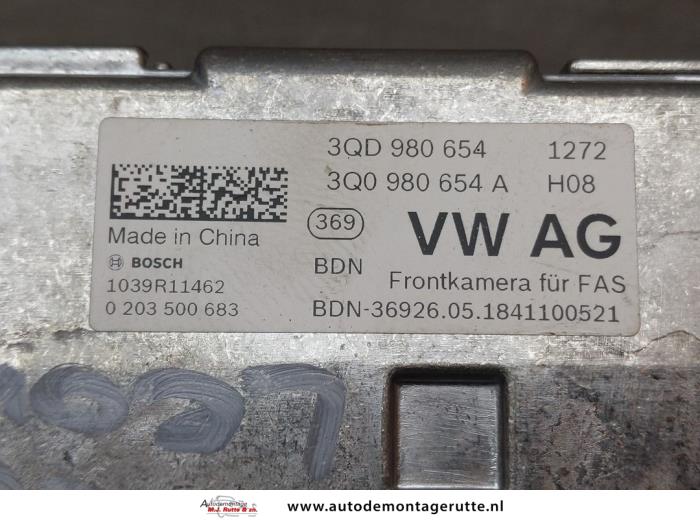 3QD 980 654 1272
3Q0 980 654 A H08
369 VW AG
Made in China
BOSCH BDN Frontkamera für FAS
1039R11462
0 203 500 683 BDN-36926.05.1841100521
Autodemontage
M.J. Rutte & zn.
www.autodemontagerutte.nl